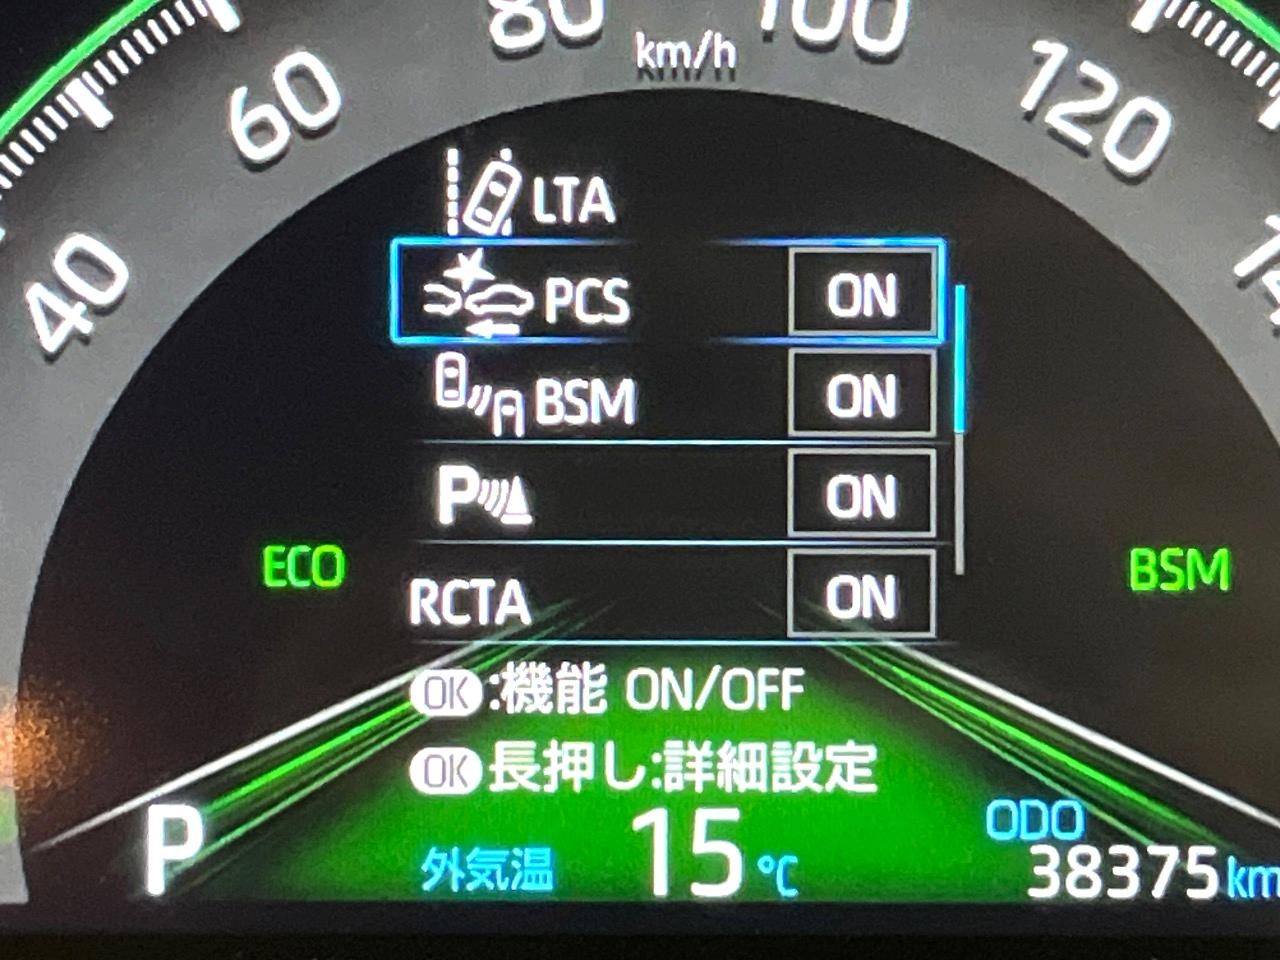 80 100
km/h
60 120
40
LTA
PCS ON
BSM ON
P ON
ECO BSM
RCTA ON
OK:機能 ON/OFF
OK長押し:詳細設定
P 外気温 15℃ ODO
38375km